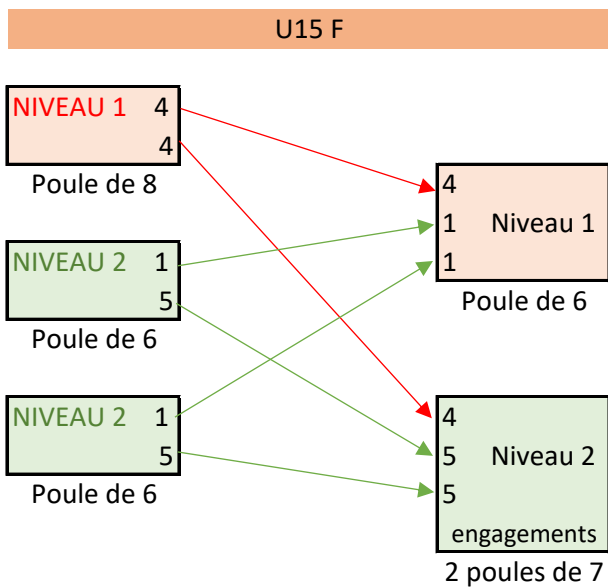 U15 F
NIVEAU 1 4
4
Poule de 8
NIVEAU 2 1
5
Poule de 6
NIVEAU 2 1
5
Poule de 6
4
1 Niveau 1
1
Poule de 6
4
5 Niveau 2
5
engagements
2 poules de 7